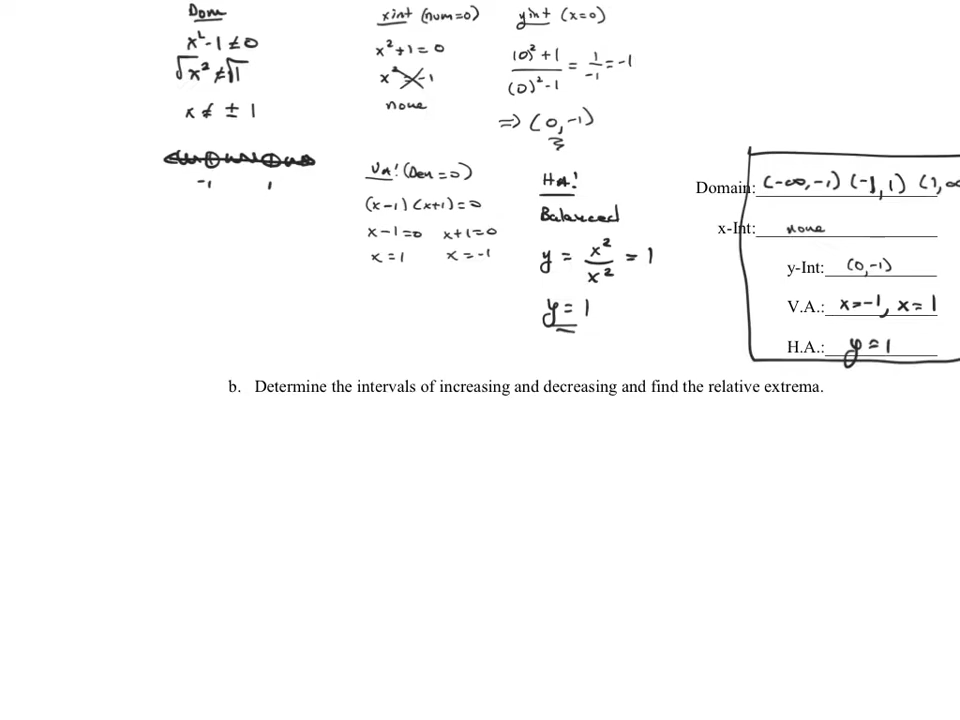 Dom
x²-1≠0
√x² ≠ √1
x ≠ ± 1
-1 1
xint (num=0)
x²+1=0
x²=-1
none
yint (x=0)
(0)²+1 / (0)²-1 = 1/-1 = -1
⇒ (0,-1)
VA! (Den=0)
(x-1)(x+1)=0
x-1=0 x+1=0
x=1 x=-1
HA!
Balanced
y = x²/x² = 1
y=1
Domain: (-∞,-1) (-1,1) (1,∞
x-Int: none
y-Int: (0,-1)
V.A.: x=-1, x=1
H.A.: y=1
b. Determine the intervals of increasing and decreasing and find the relative extrema.